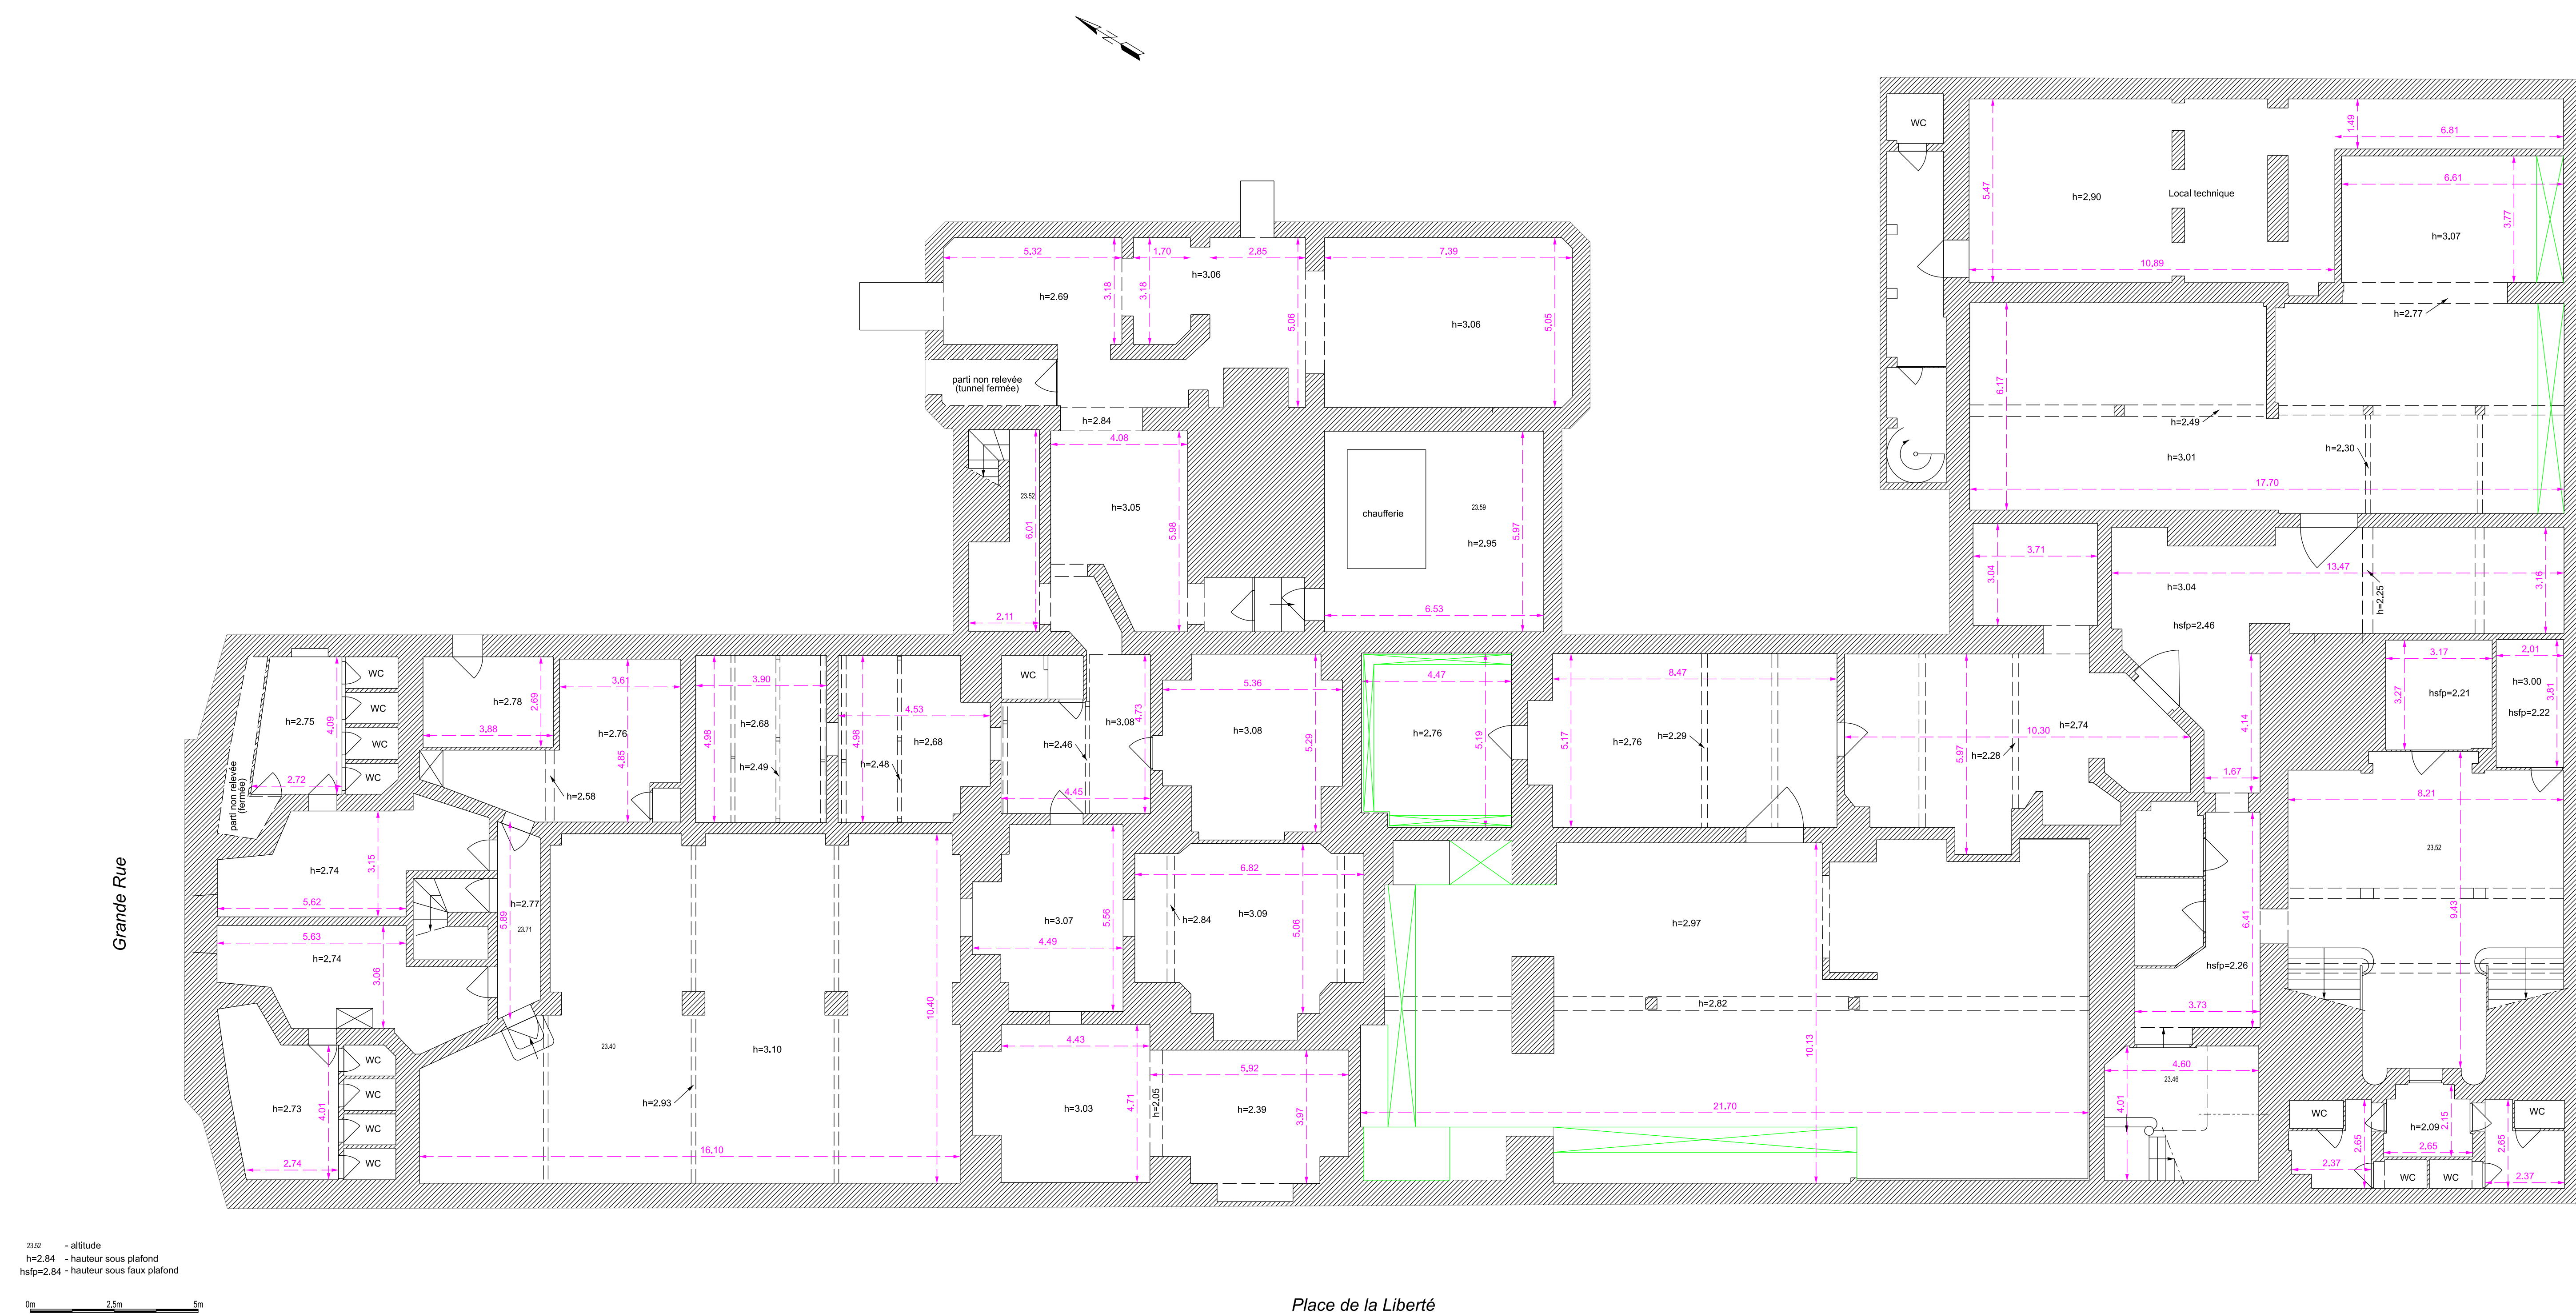 WC
1.49
6.81
5.47
h=2.90
Local technique
6.61
3.77
h=3.07
10.89
h=2.77
5.32
1.70
2.85
7.39
h=3.06
h=2.69
3.18
3.18
5.06
h=3.06
5.05
6.17
parti non relevée
(tunnel fermée)
h=2.84
4.08
h=2.49
h=2.30
h=3.01
17.70
23.52
6.01
h=3.05
5.98
chaufferie
23.59
h=2.95
5.97
3.71
3.04
13.47
h=3.04
h=2.25
3.16
hsfp=2.46
2.11
6.53
WC
WC
WC
WC
h=2.75
4.09
2.72
parti non relevée
(fermée)
h=2.78
2.69
3.88
3.61
h=2.76
4.85
h=2.58
3.90
h=2.68
4.98
h=2.49
4.53
4.98
h=2.68
h=2.48
WC
h=3.08
4.73
h=2.46
4.45
5.36
h=3.08
5.29
4.47
h=2.76
5.19
8.47
5.17
h=2.76
h=2.29
5.97
h=2.28
h=2.74
10.30
4.14
1.67
3.17
3.27
hsfp=2.21
2.01
h=3.00
hsfp=2.22
3.81
8.21
23.52
9.43
h=2.74
3.15
5.62
5.63
h=2.74
3.06
h=2.77
5.89
23.71
10.40
23.40
h=3.10
h=2.93
16.10
h=3.07
5.56
4.49
6.82
h=2.84
h=3.09
5.06
h=2.97
h=2.82
10.13
21.70
6.41
hsfp=2.26
3.73
4.60
23.46
4.01
WC
WC
WC
WC
h=2.73
4.01
2.74
4.43
h=3.03
4.71
h=2.05
5.92
h=2.39
3.97
WC
2.65
2.37
h=2.09
2.15
2.65
WC
WC
WC
2.65
2.37
Grande Rue
23.52 - altitude
h=2.84 - hauteur sous plafond
hsfp=2.84 - hauteur sous faux plafond
0m 2.5m 5m
Place de la Liberté